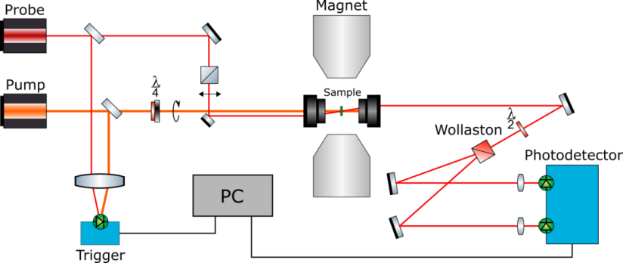 Probe
Magnet
Pump
λ/4
Sample
λ/2
Wollaston
Photodetector
PC
Trigger